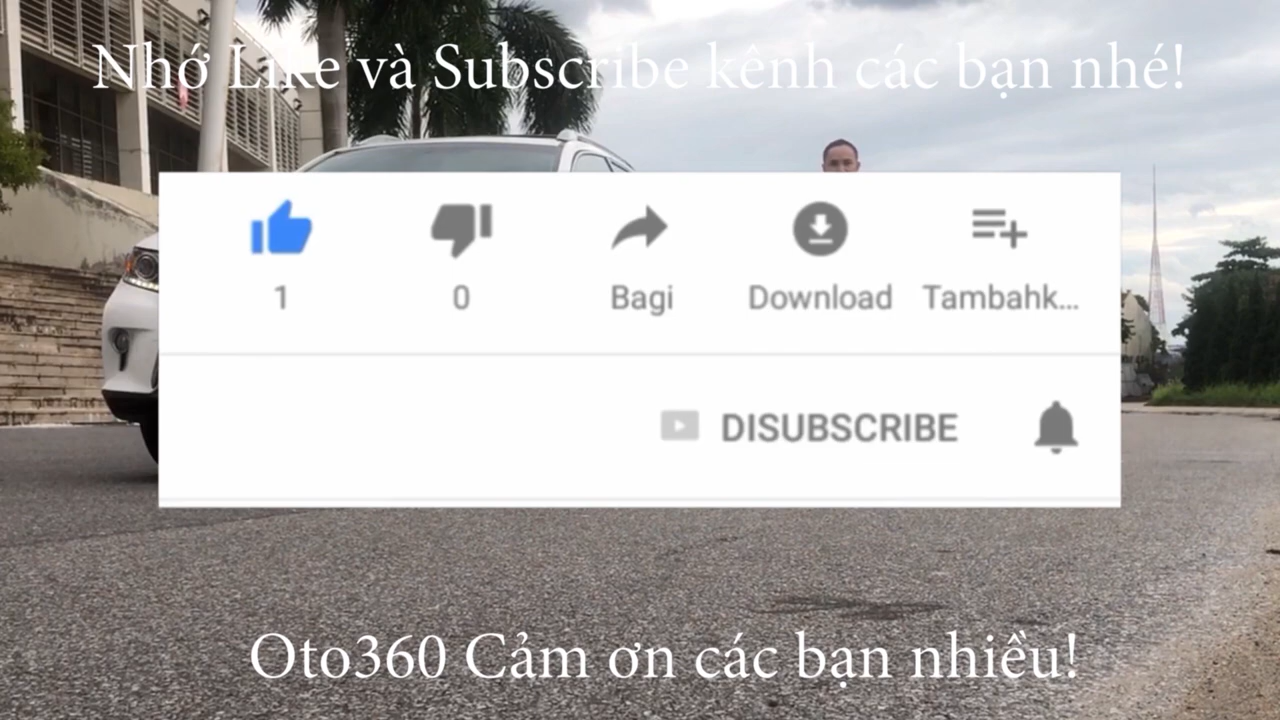 Nhớ Like và Subscribe kênh các bạn nhé!
1 0 Bagi Download Tambahk...
DISUBSCRIBE
Oto360 Cảm ơn các bạn nhiều!